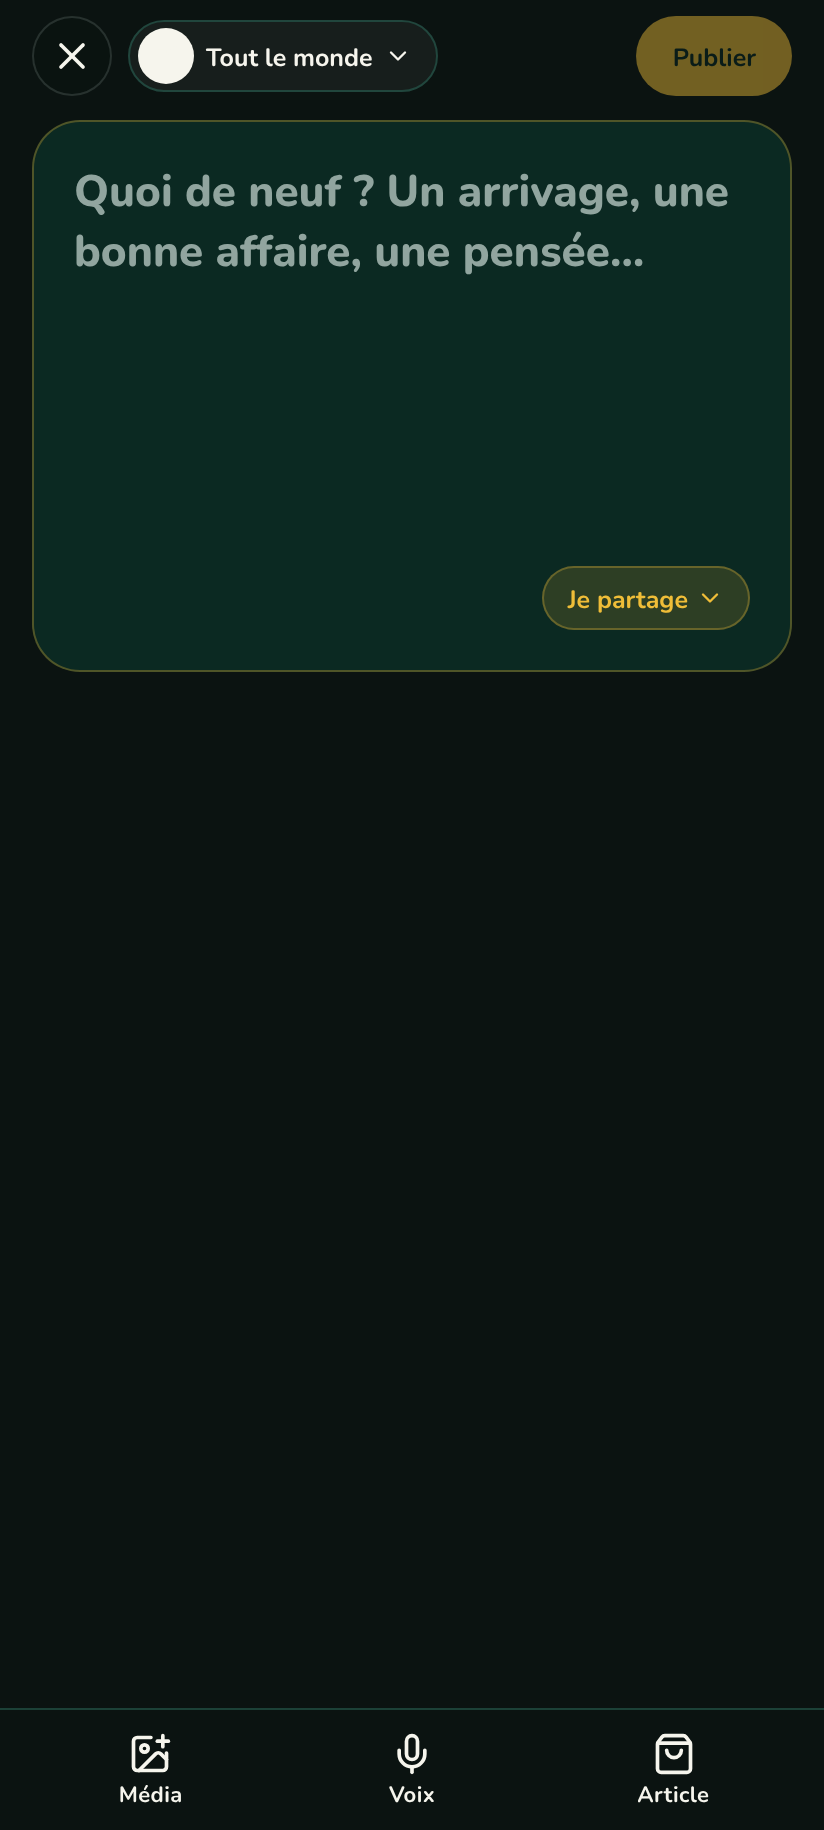 Tout le monde
Publier
Quoi de neuf ? Un arrivage, une
bonne affaire, une pensée...
Je partage
Média
Voix
Article